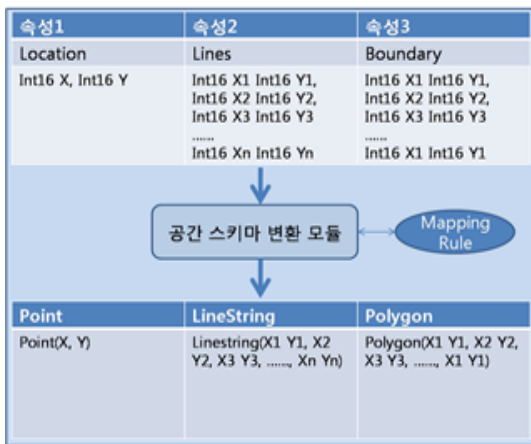 속성1 속성2 속성3
Location Lines Boundary
Int16 X, Int16 Y
Int16 X1 Int16 Y1,
Int16 X2 Int16 Y2,
Int16 X3 Int16 Y3
......
Int16 Xn Int16 Yn
Int16 X1 Int16 Y1,
Int16 X2 Int16 Y2,
Int16 X3 Int16 Y3
......
Int16 X1 Int16 Y1
공간 스키마 변환 모듈
Mapping
Rule
Point LineString Polygon
Point(X, Y)
Linestring(X1 Y1, X2
Y2, X3 Y3, ......, Xn Yn)
Polygon(X1 Y1, X2 Y2,
X3 Y3, ......, X1 Y1)